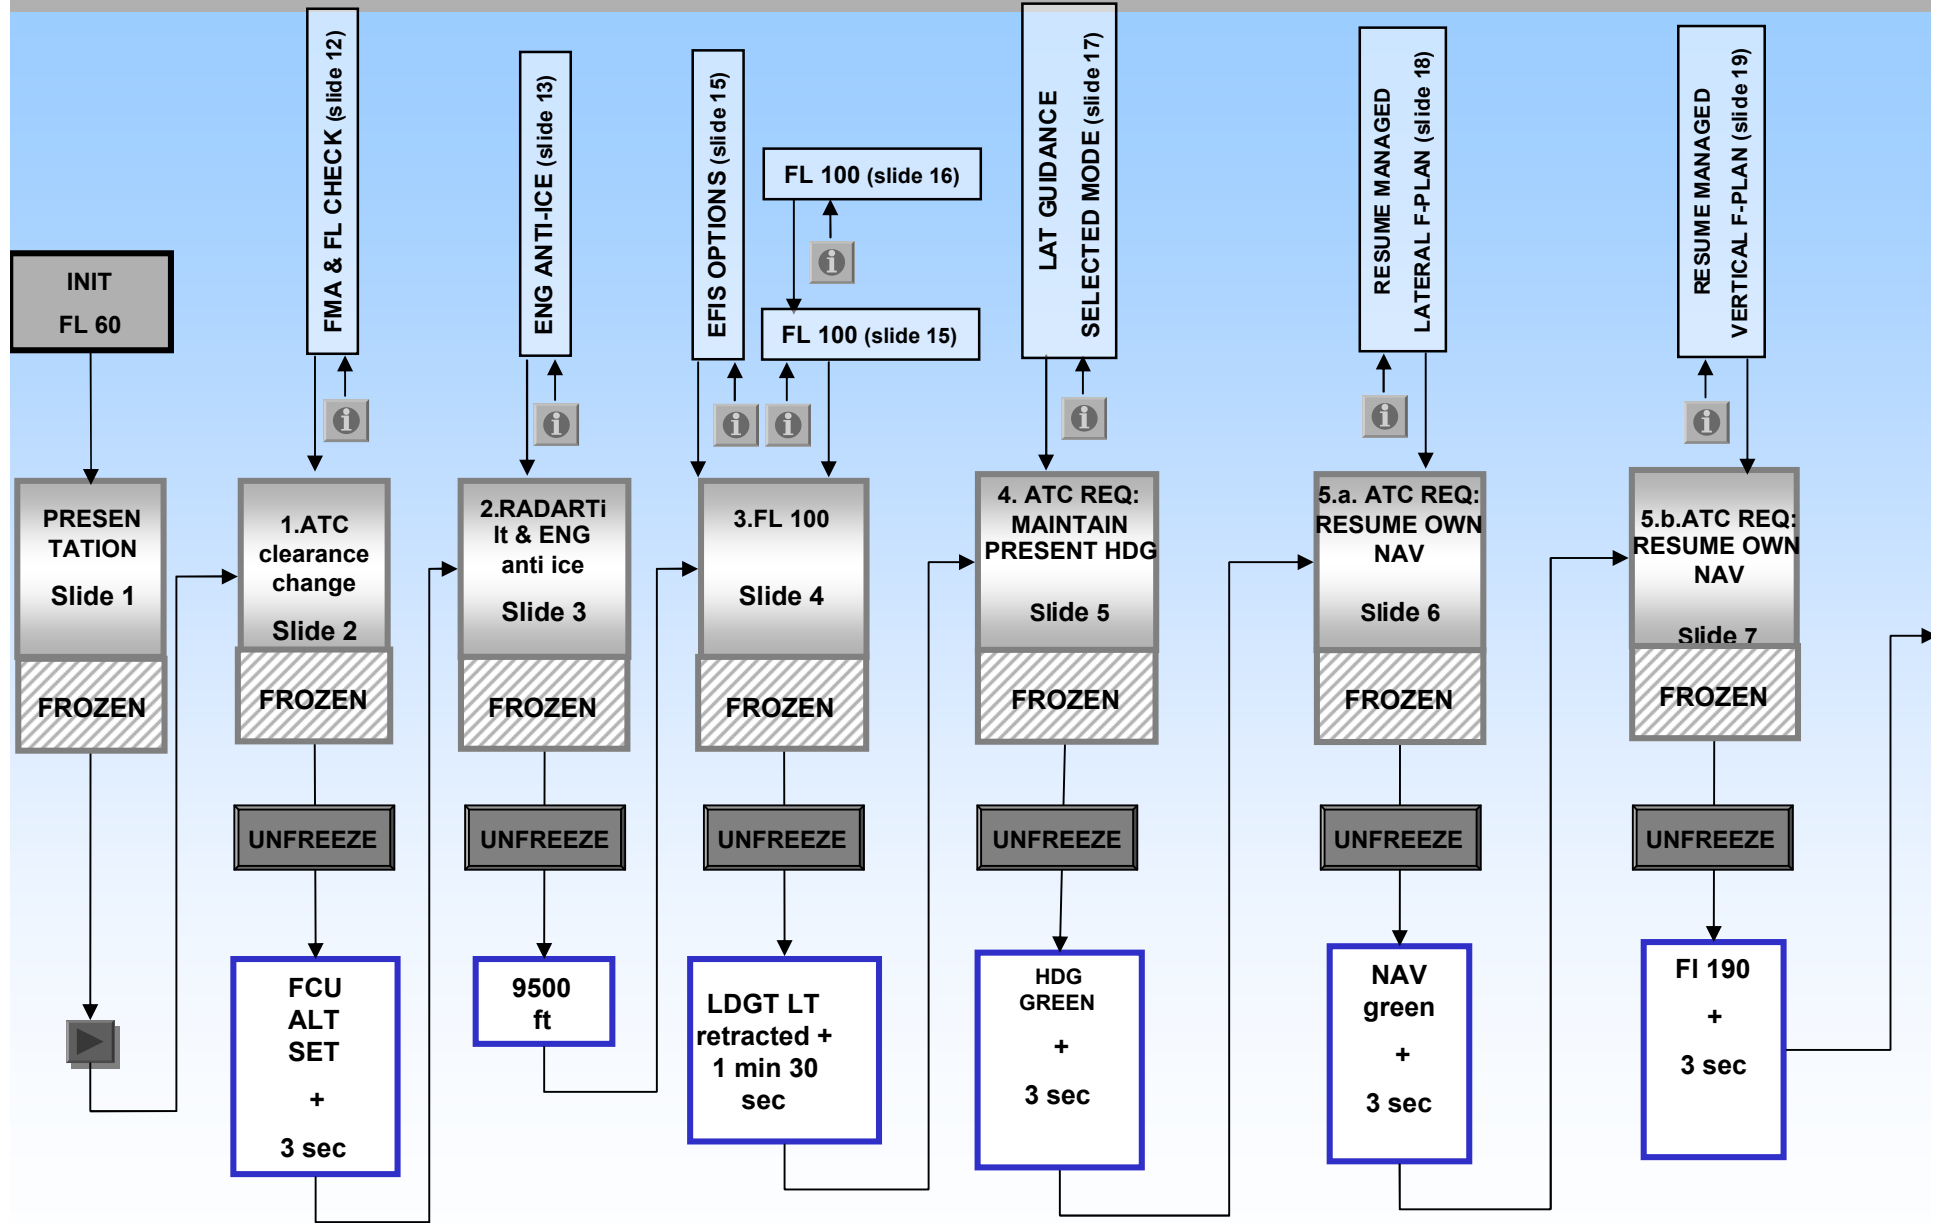 FMA & FL CHECK (slide 12)
ENG ANTI-ICE (slide 13)
EFIS OPTIONS (slide 15)
FL 100 (slide 16)
FL 100 (slide 15)
LAT GUIDANCE
SELECTED MODE (slide 17)
RESUME MANAGED
LATERAL F-PLAN (slide 18)
RESUME MANAGED
VERTICAL F-PLAN (slide 19)
INIT
FL 60
PRESEN
TATION
Slide 1
FROZEN
1.ATC
clearance
change
Slide 2
FROZEN
UNFREEZE
FCU
ALT
SET
+
3 sec
2.RADARTi
lt & ENG
anti ice
Slide 3
FROZEN
UNFREEZE
9500
ft
3.FL 100
Slide 4
FROZEN
UNFREEZE
LDGT LT
retracted +
1 min 30
sec
4. ATC REQ:
MAINTAIN
PRESENT HDG
Slide 5
FROZEN
UNFREEZE
HDG
GREEN
+
3 sec
5.a. ATC REQ:
RESUME OWN
NAV
Slide 6
FROZEN
UNFREEZE
NAV
green
+
3 sec
5.b.ATC REQ:
RESUME OWN
NAV
Slide 7
FROZEN
UNFREEZE
Fl 190
+
3 sec